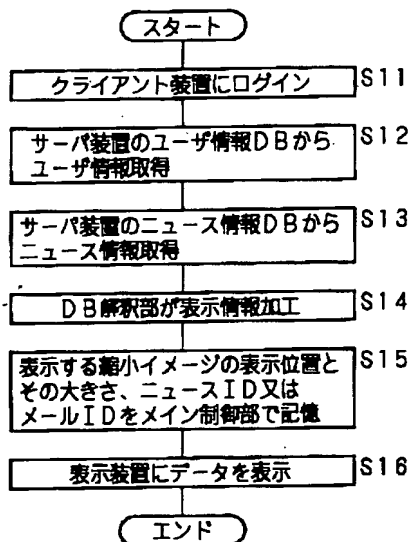 スタート
クライアント装置にログイン
S11
サーバ装置のユーザ情報DBから
ユーザ情報取得
S12
サーバ装置のニュース情報DBから
ニュース情報取得
S13
DB解釈部が表示情報加工
S14
表示する縮小イメージの表示位置と
その大きさ、ニュースID又は
メールIDをメイン制御部で記憶
S15
表示装置にデータを表示
S16
エンド